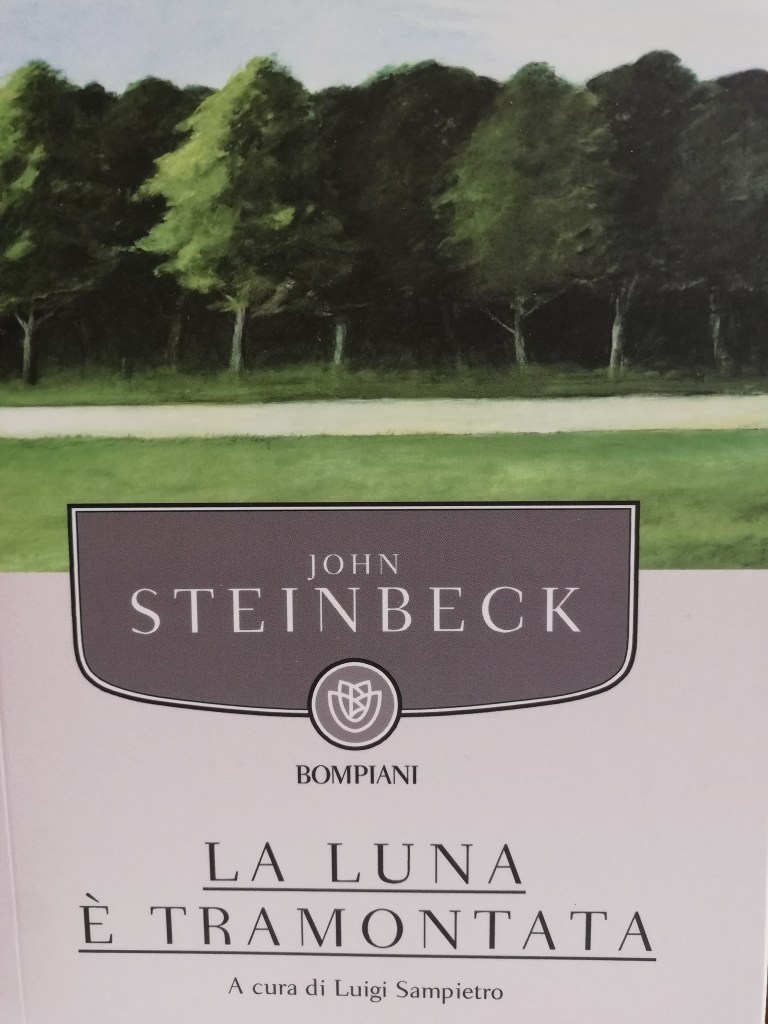 JOHN
STEINBECK
BOMPIANI
LA LUNA
È TRAMONTATA
A cura di Luigi Sampietro